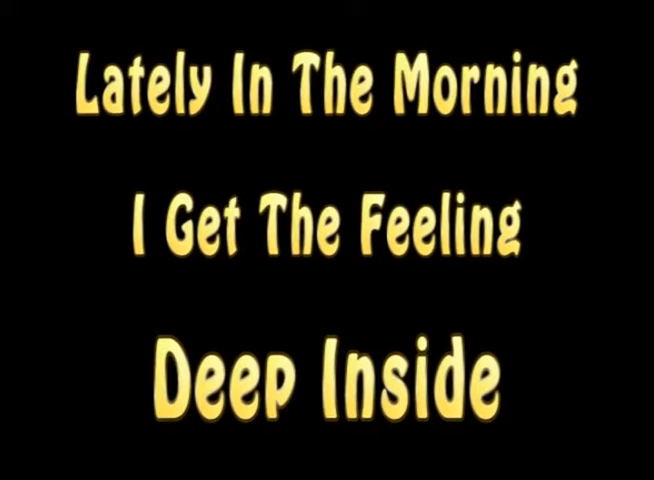 Lately In The Morning
I Get The Feeling
Deep Inside